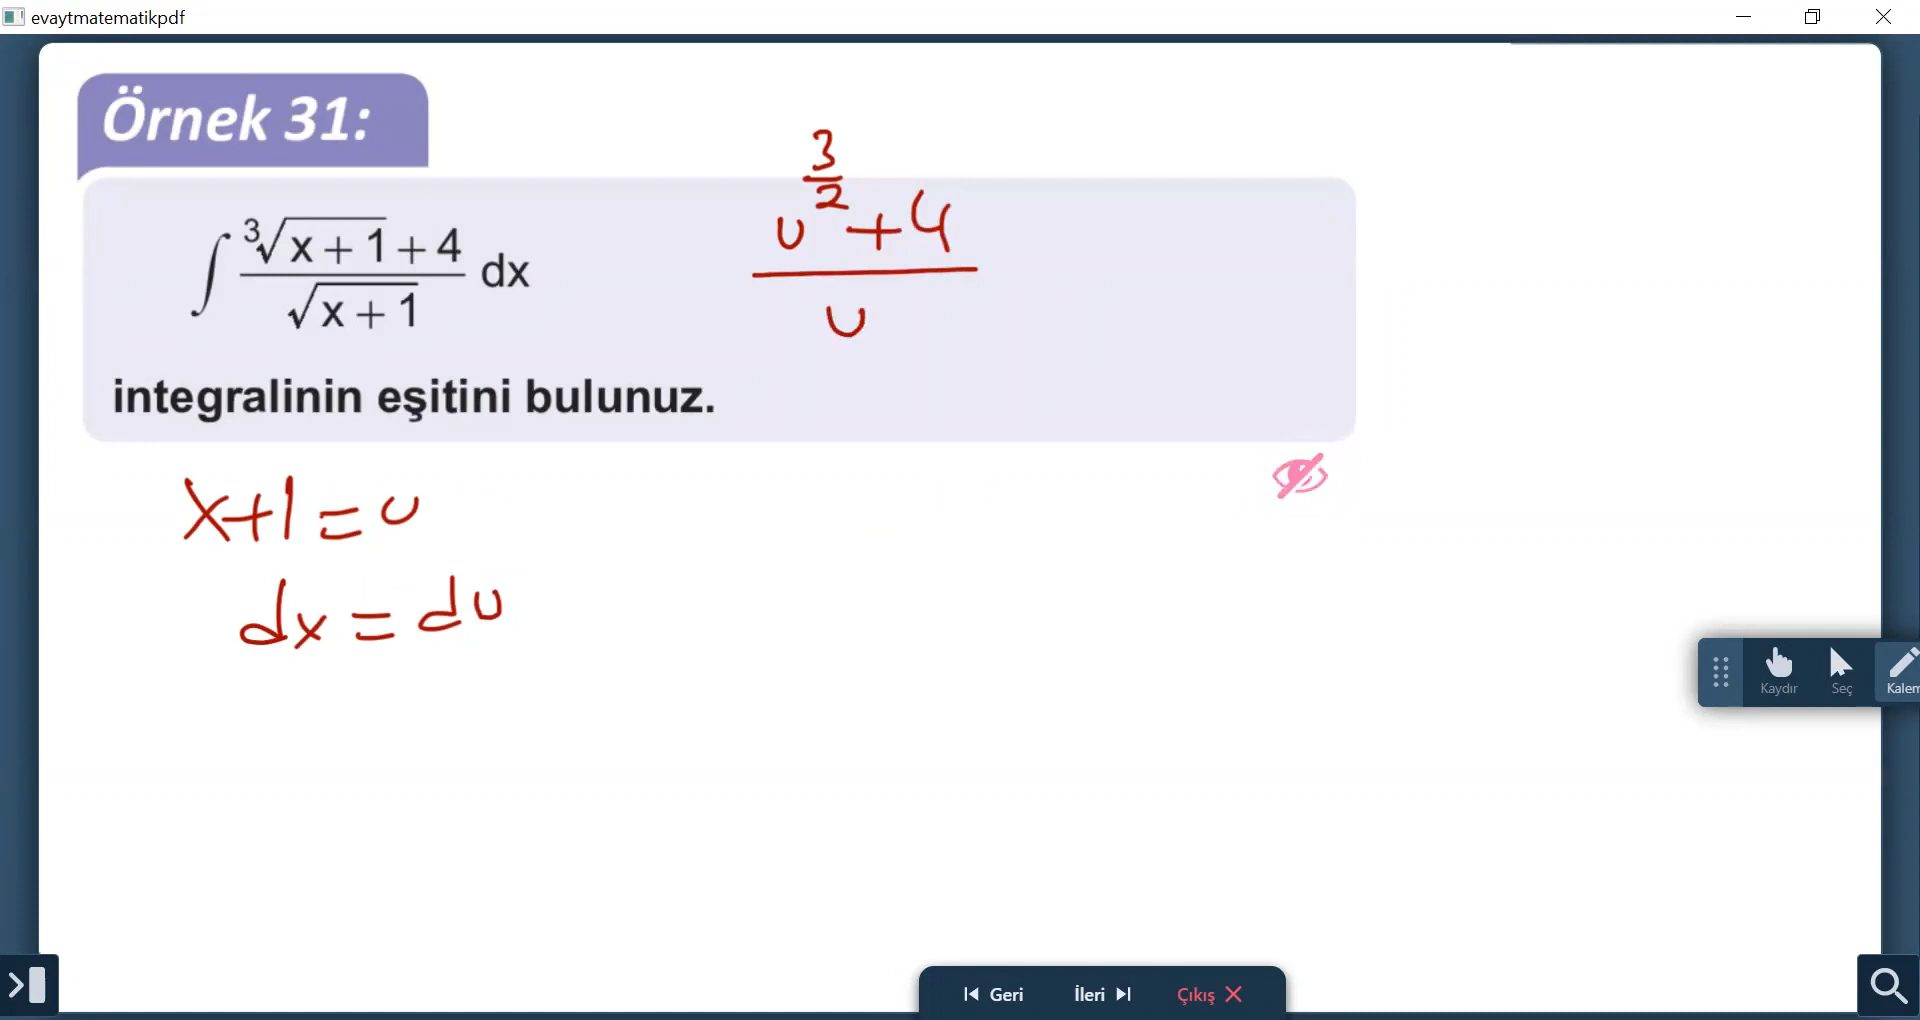 evaytmatematikpdf
Örnek 31:
∫ (∛(x + 1) + 4) / √(x + 1) dx
integralinin eşitini bulunuz.
(u^(3/2) + 4) / u
x+1 = u
dx = du
Kaydır Seç Kalem
Geri İleri Çıkış